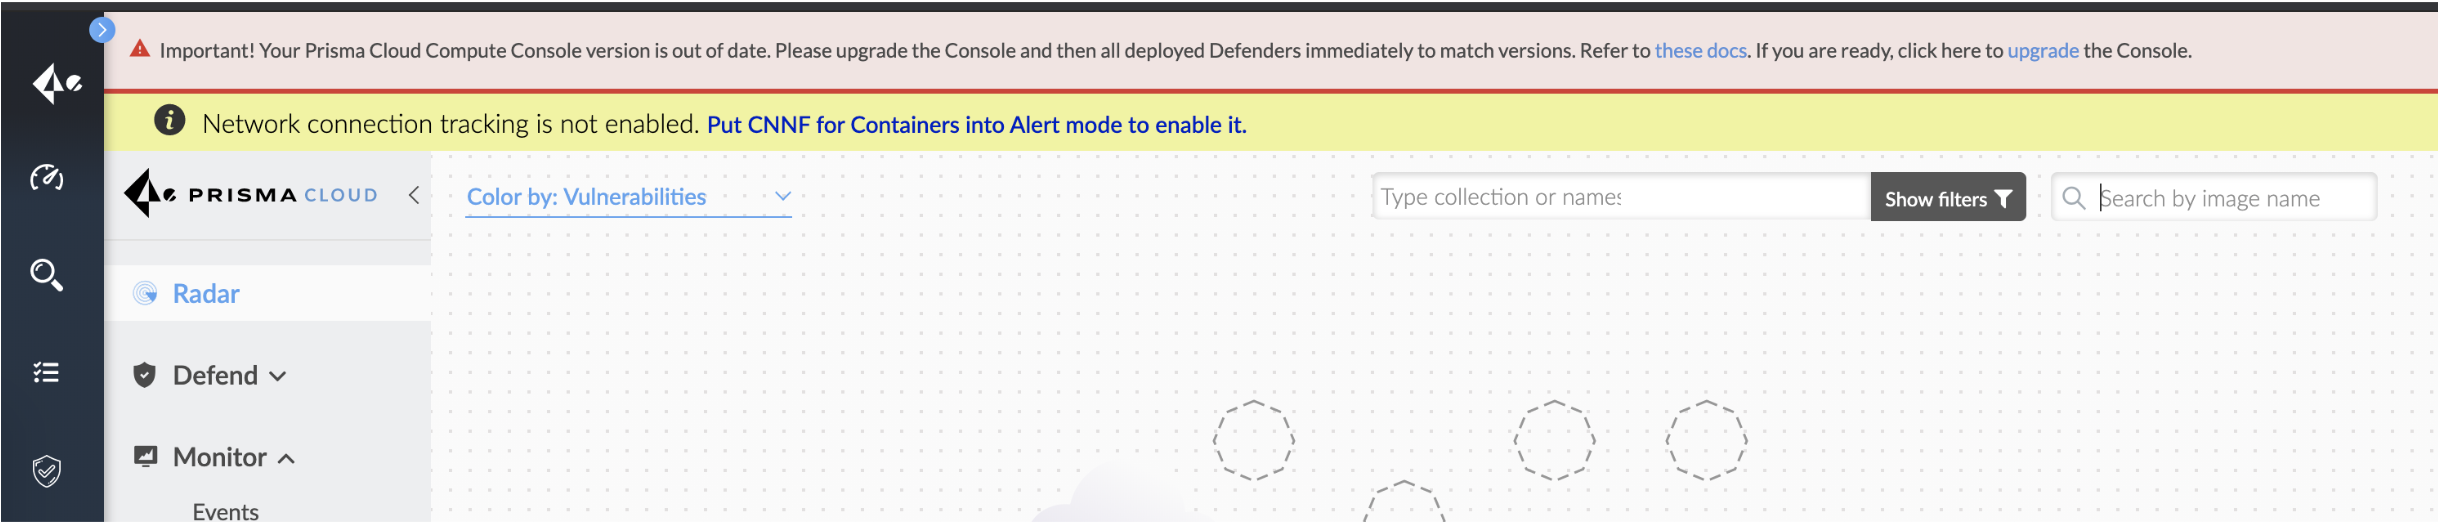 Important! Your Prisma Cloud Compute Console version is out of date. Please upgrade the Console and then all deployed Defenders immediately to match versions. Refer to these docs. If you are ready, click here to upgrade the Console.
Network connection tracking is not enabled. Put CNNF for Containers into Alert mode to enable it.
PRISMA CLOUD
Color by: Vulnerabilities
Type collection or names
Show filters
Search by image name
Radar
Defend
Monitor
Events